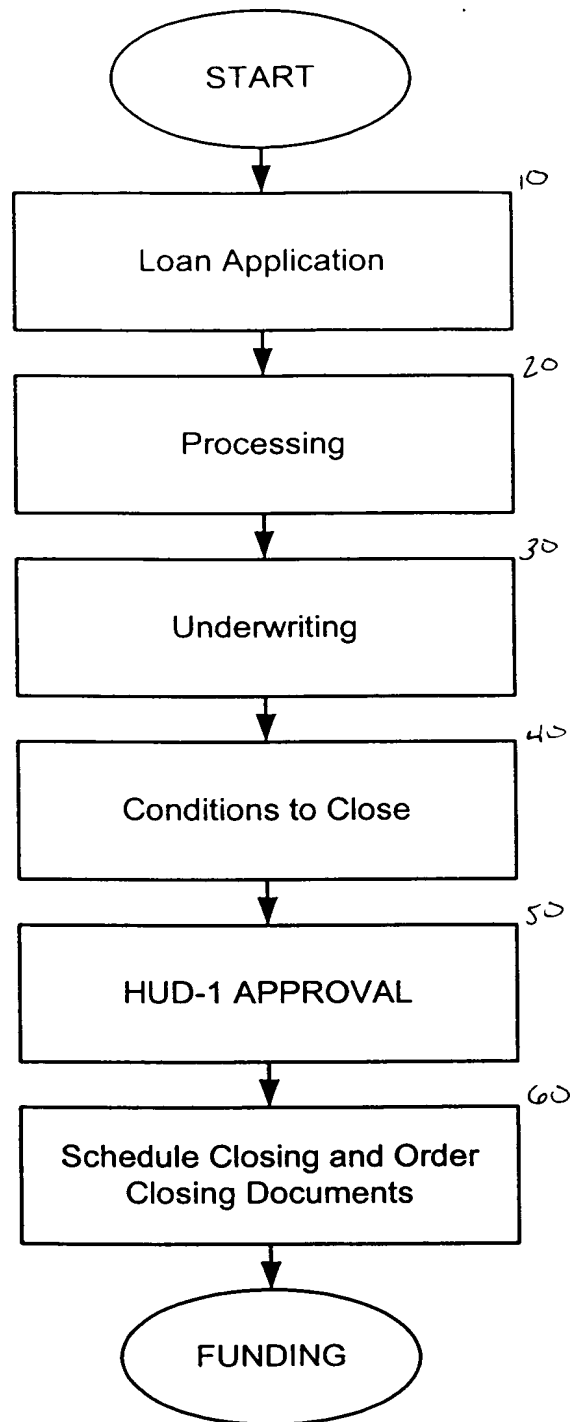 START
10
Loan Application
20
Processing
30
Underwriting
40
Conditions to Close
50
HUD-1 APPROVAL
60
Schedule Closing and Order
Closing Documents
FUNDING